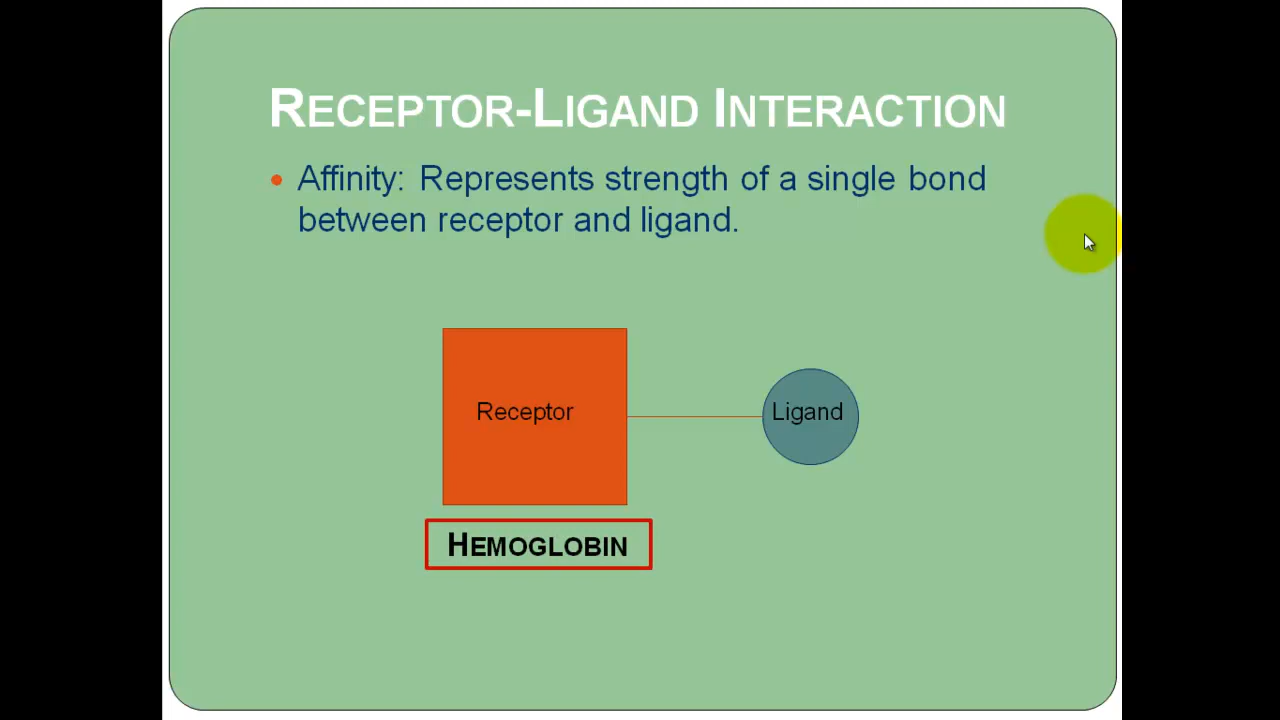 RECEPTOR-LIGAND INTERACTION
• Affinity: Represents strength of a single bond
between receptor and ligand.
Receptor
Ligand
HEMOGLOBIN